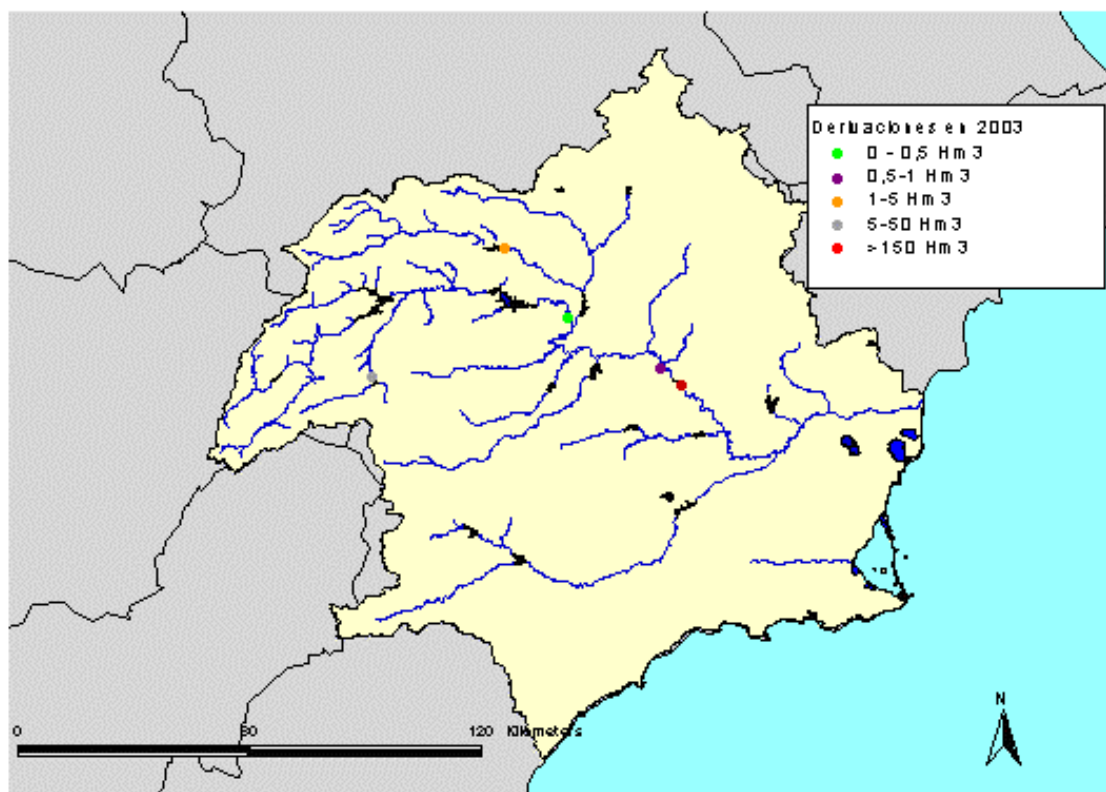 Derivaciones en 2003
0 - 0,5 Hm3
0,5-1 Hm3
1-5 Hm3
5-50 Hm3
>150 Hm3
N
0 60 120 Kilometers